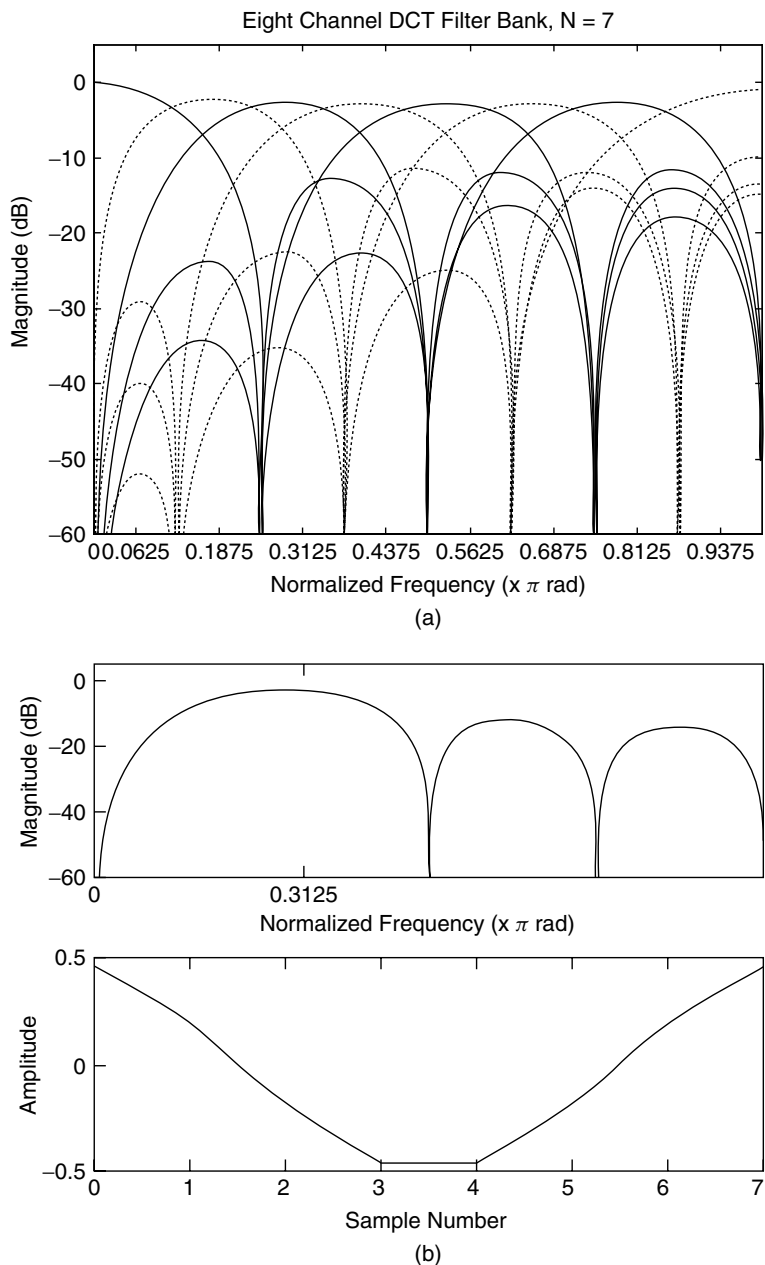 Eight Channel DCT Filter Bank, N = 7
0
–10
–20
–30
–40
–50
–60
Magnitude (dB)
00.0625 0.1875 0.3125 0.4375 0.5625 0.6875 0.8125 0.9375
Normalized Frequency (x π rad)
(a)
0
–20
–40
–60
Magnitude (dB)
0 0.3125
Normalized Frequency (x π rad)
0.5
0
–0.5
Amplitude
0 1 2 3 4 5 6 7
Sample Number
(b)